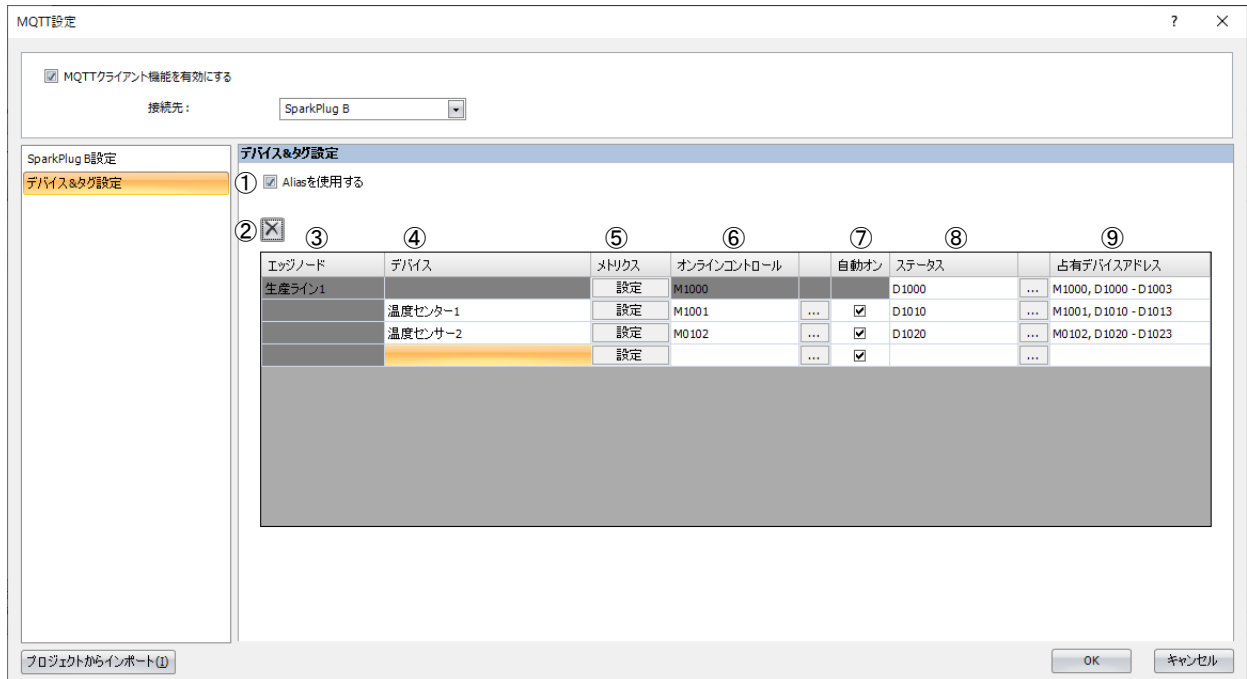 MQTT設定
? ×
MQTTクライアント機能を有効にする
接続先：
SparkPlug B
SparkPlug B設定
デバイス&タグ設定
デバイス&タグ設定
① Aliasを使用する
②
③ ④ ⑤ ⑥ ⑦ ⑧ ⑨
エッジノード デバイス メトリクス オンラインコントロール 自動オン ステータス 占有デバイスアドレス
生産ライン1 設定 M1000 D1000 ... M1000, D1000 - D1003
温度センター1 設定 M1001 ... D1010 ... M1001, D1010 - D1013
温度センサー2 設定 M0102 ... D1020 ... M0102, D1020 - D1023
設定 ... ...
プロジェクトからインポート(I)
OK キャンセル